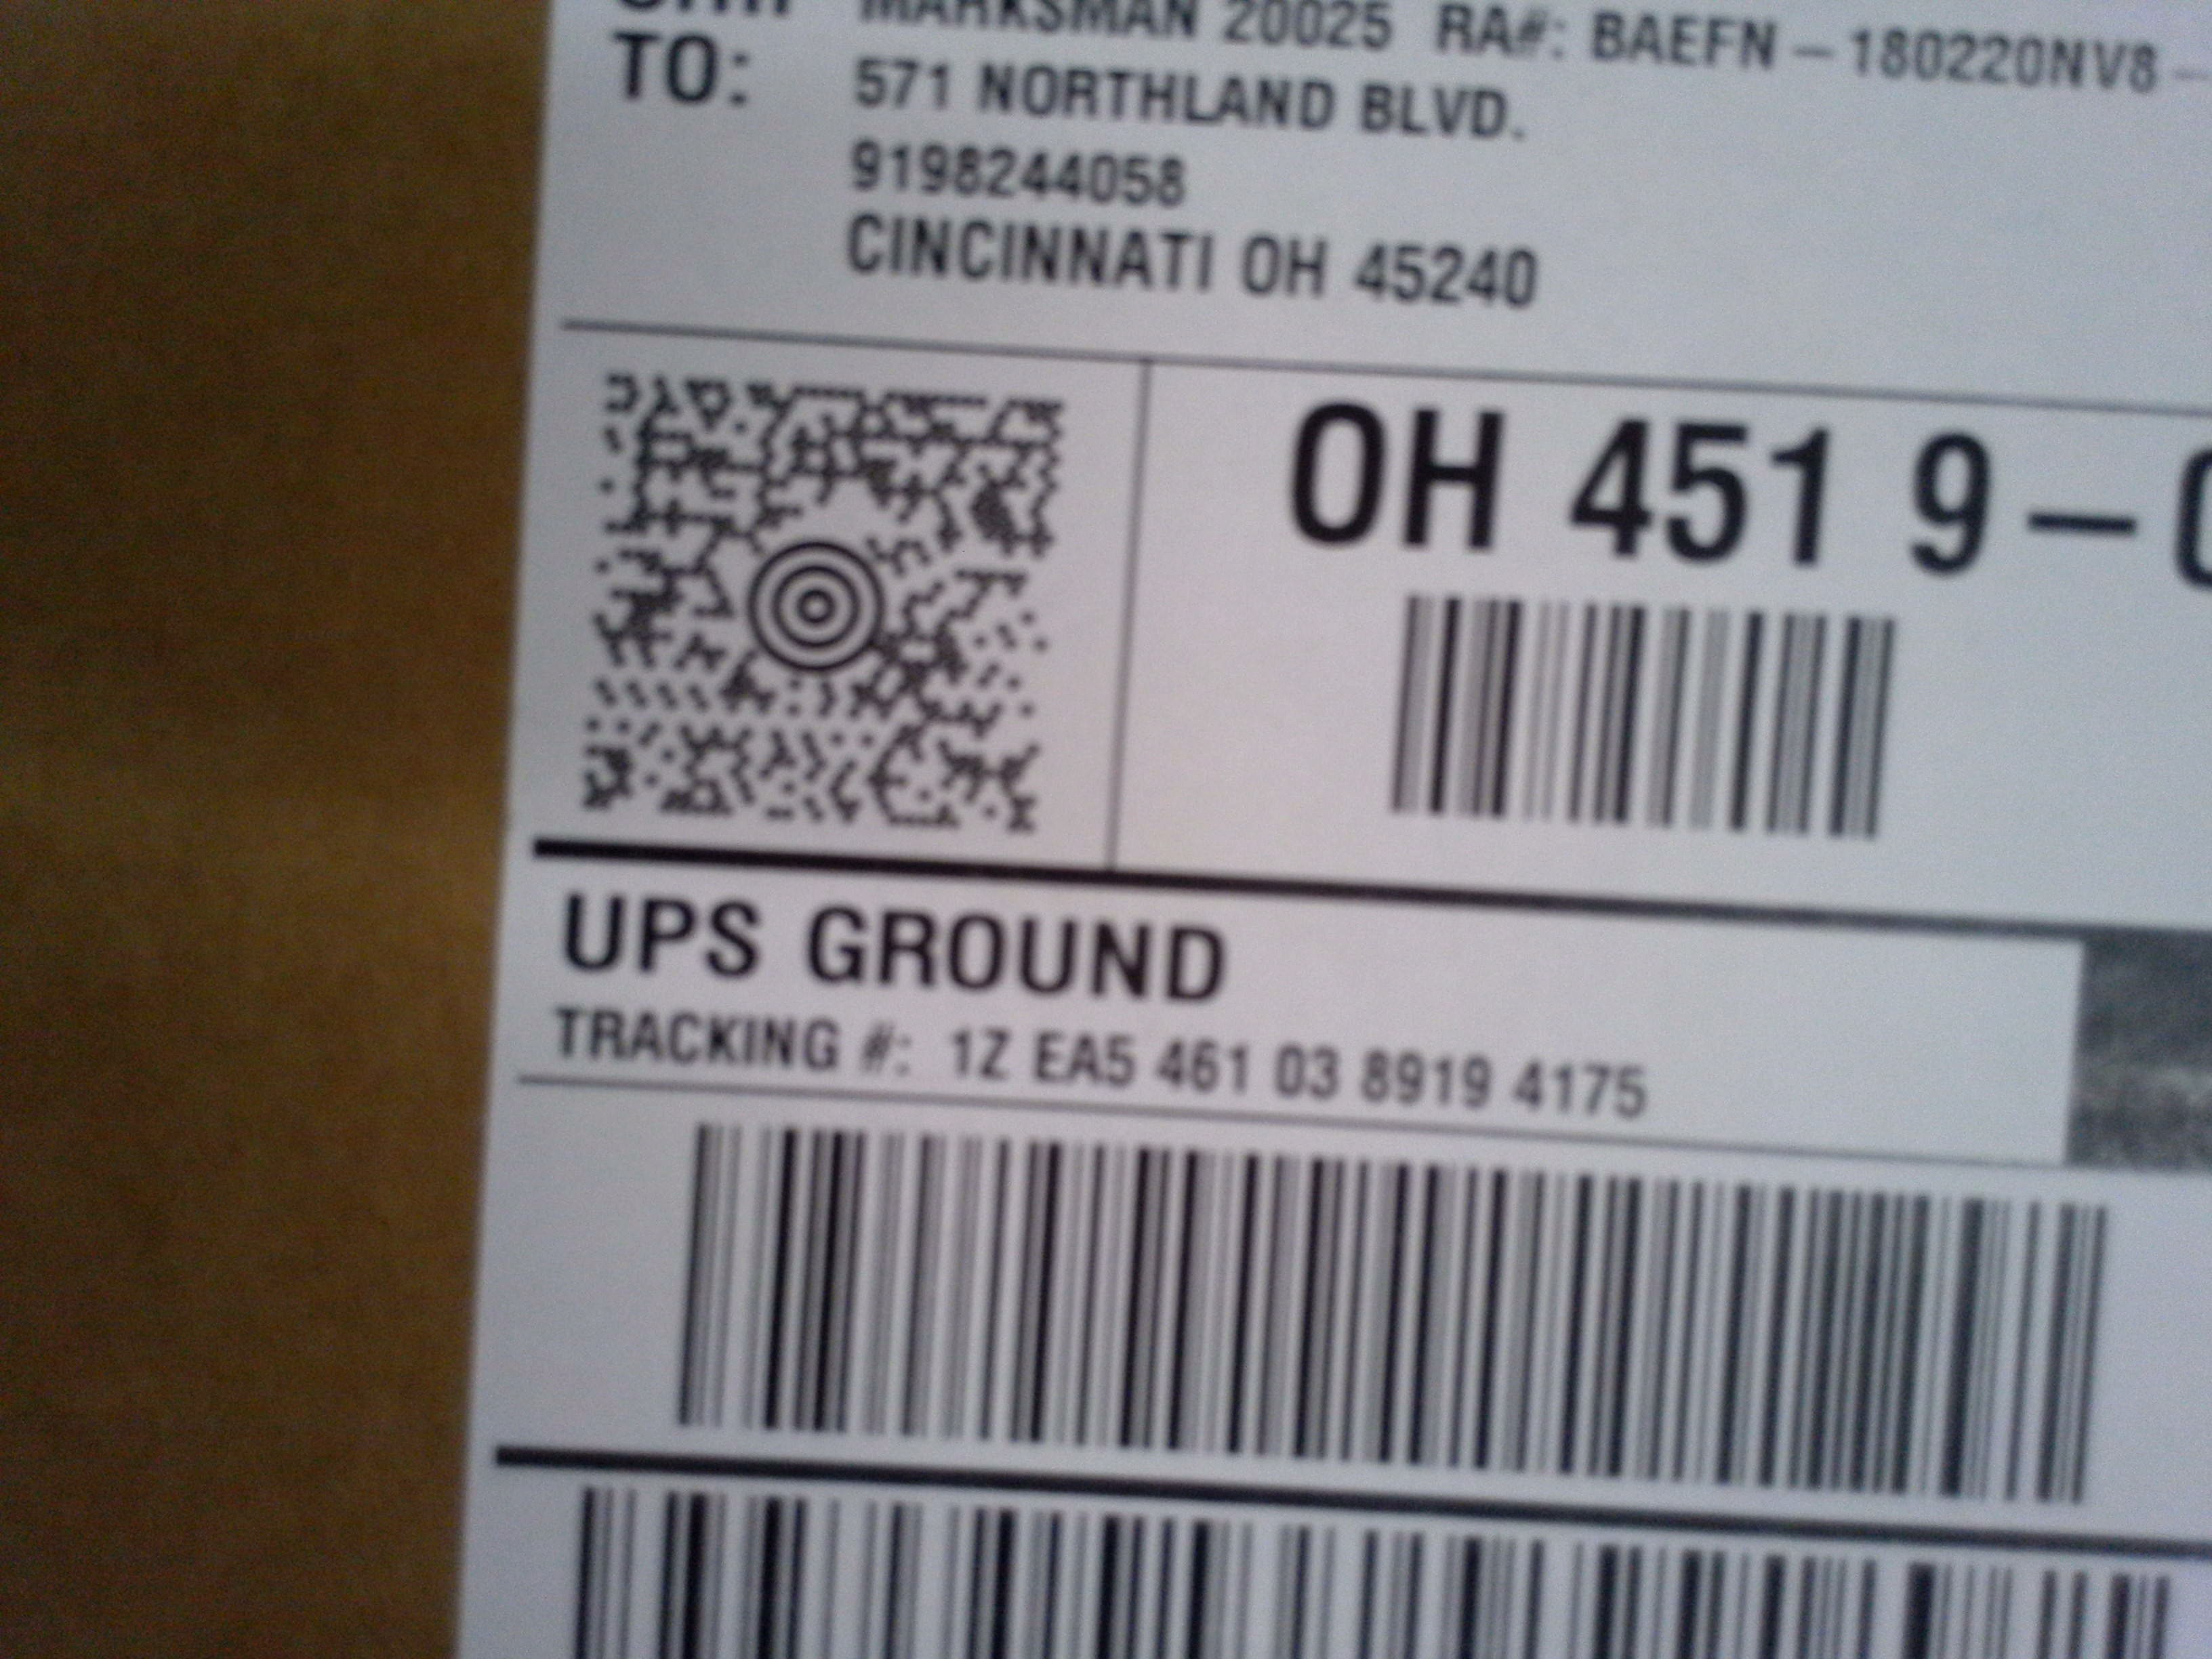 SHIP
MARKSMAN 20025 RA#: BAEFN – 180220NV8 –
TO:
571 NORTHLAND BLVD.
9198244058
CINCINNATI OH 45240
OH 451 9 –
UPS GROUND
TRACKING #: 1Z EA5 461 03 8919 4175